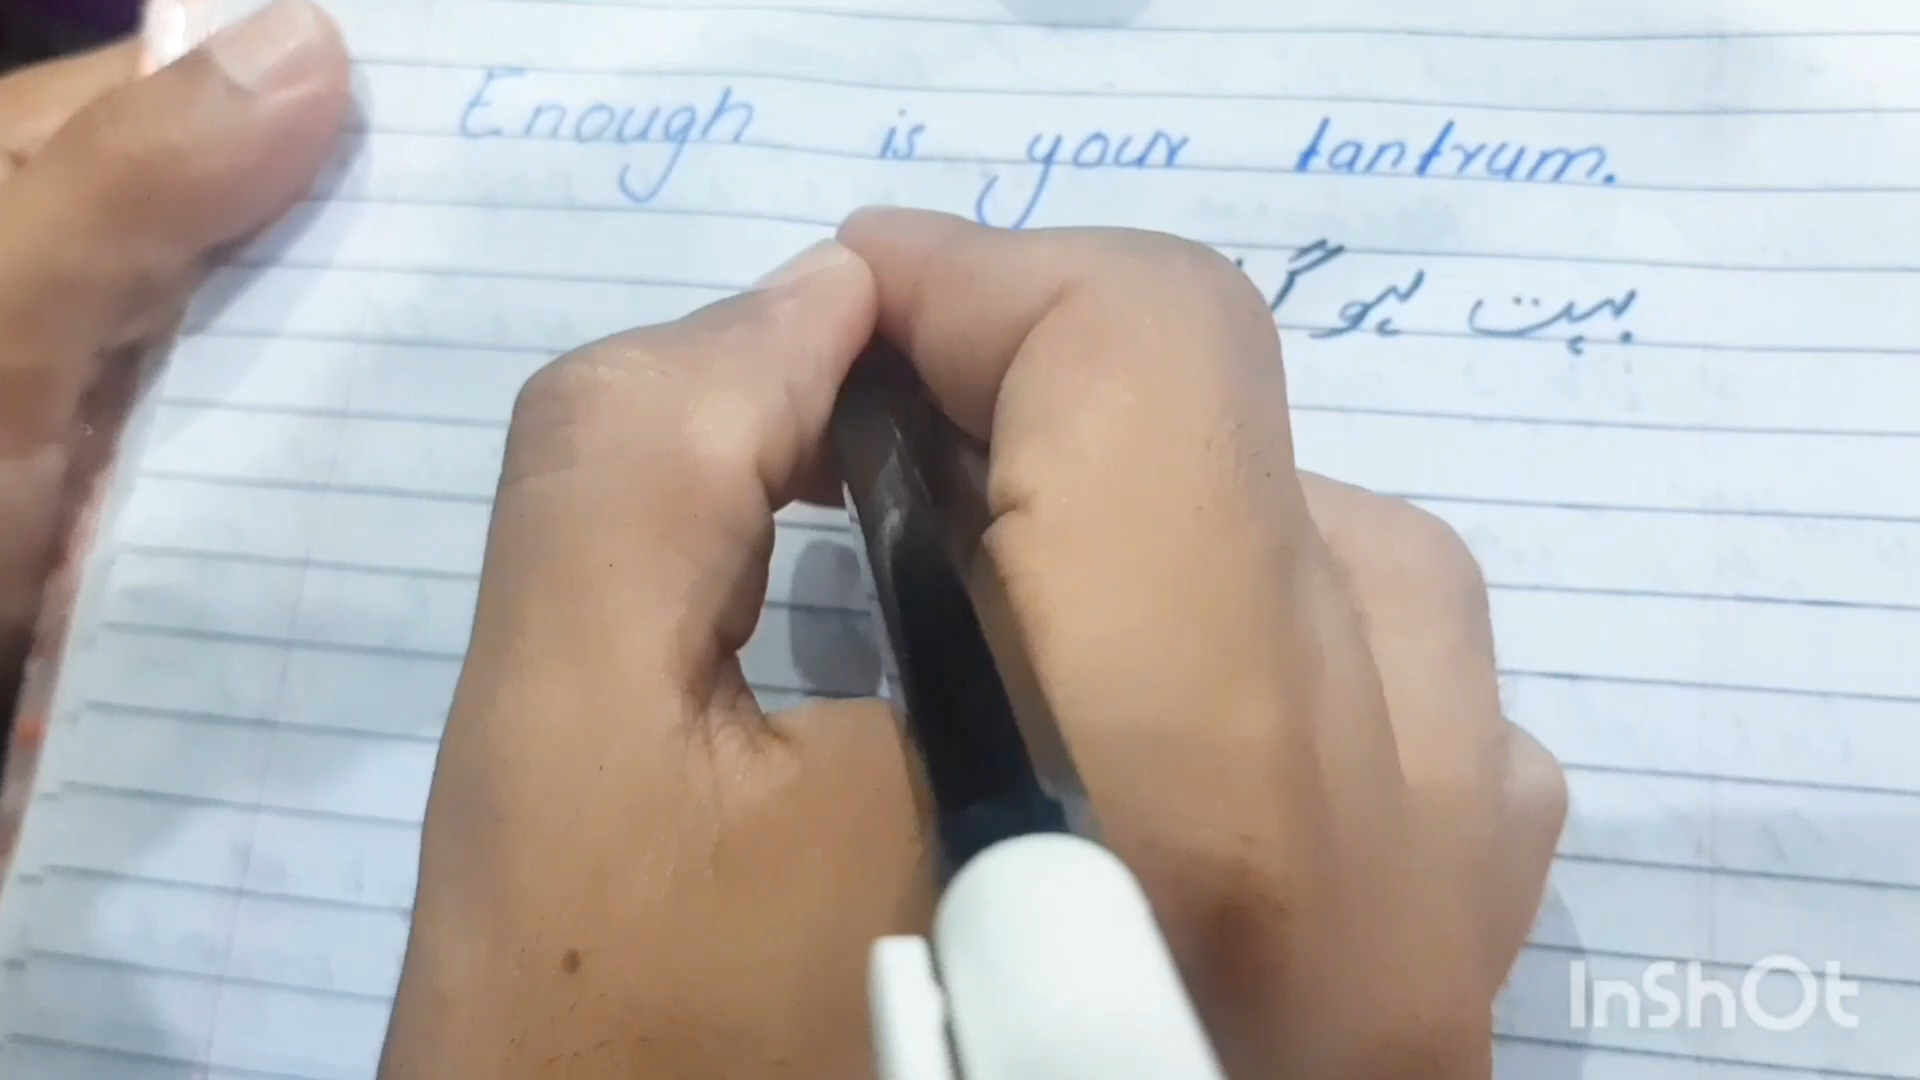 Enough is your tantrum.
بہت ہو گ
InShOt